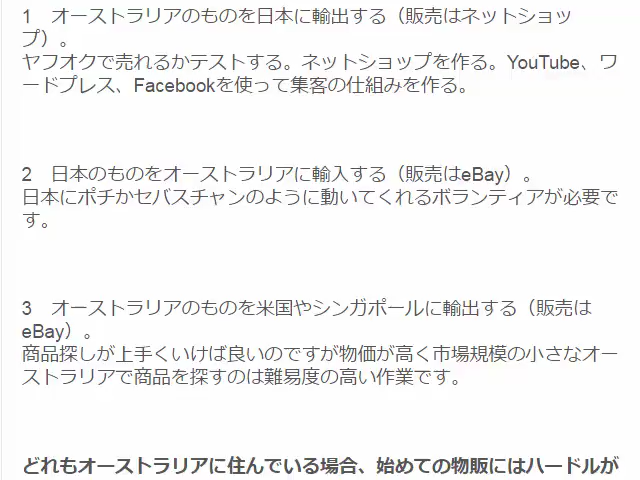 1　オーストラリアのものを日本に輸出する（販売はネットショッ
プ）。
ヤフオクで売れるかテストする。ネットショップを作る。YouTube、ワ
ードプレス、Facebookを使って集客の仕組みを作る。
2　日本のものをオーストラリアに輸入する（販売はeBay）。
日本にポチかセバスチャンのように動いてくれるボランティアが必要で
す。
3　オーストラリアのものを米国やシンガポールに輸出する（販売は
eBay）。
商品探しが上手くいけば良いのですが物価が高く市場規模の小さなオー
ストラリアで商品を探すのは難易度の高い作業です。
どれもオーストラリアに住んでいる場合、始めての物販にはハードルが